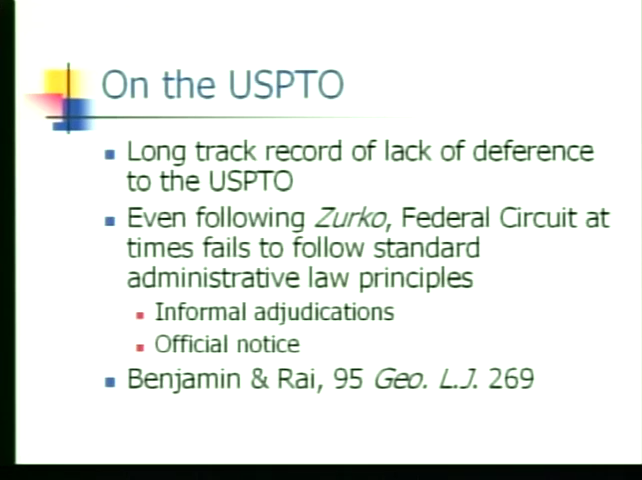 On the USPTO
Long track record of lack of deference
to the USPTO
Even following Zurko, Federal Circuit at
times fails to follow standard
administrative law principles
Informal adjudications
Official notice
Benjamin & Rai, 95 Geo. L.J. 269